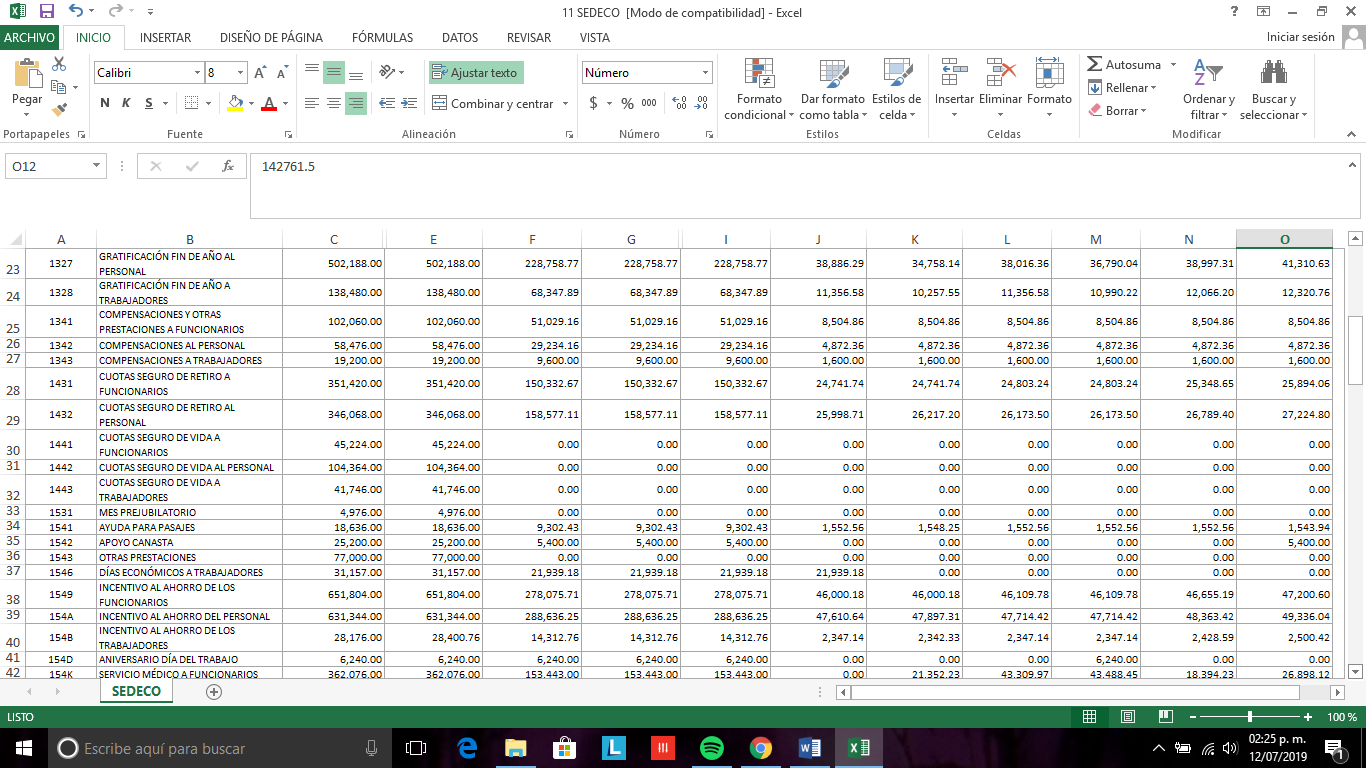 11 SEDECO [Modo de compatibilidad] - Excel
ARCHIVO INICIO INSERTAR DISEÑO DE PÁGINA FÓRMULAS DATOS REVISAR VISTA Iniciar sesión
Pegar
Calibri 8
N K S
Ajustar texto
Combinar y centrar
Número
$ % 000
Formato condicional
Dar formato como tabla
Estilos de celda
Insertar Eliminar Formato
Autosuma
Rellenar
Borrar
Ordenar y filtrar
Buscar y seleccionar
Portapapeles Fuente Alineación Número Estilos Celdas Modificar
O12 fx 142761.5
A B C E F G I J K L M N O
23 1327 GRATIFICACIÓN FIN DE AÑO AL PERSONAL 502,188.00 502,188.00 228,758.77 228,758.77 228,758.77 38,886.29 34,758.14 38,016.36 36,790.04 38,997.31 41,310.63
24 1328 GRATIFICACIÓN FIN DE AÑO A TRABAJADORES 138,480.00 138,480.00 68,347.89 68,347.89 68,347.89 11,356.58 10,257.55 11,356.58 10,990.22 12,066.20 12,320.76
25 1341 COMPENSACIONES Y OTRAS PRESTACIONES A FUNCIONARIOS 102,060.00 102,060.00 51,029.16 51,029.16 51,029.16 8,504.86 8,504.86 8,504.86 8,504.86 8,504.86 8,504.86
26 1342 COMPENSACIONES AL PERSONAL 58,476.00 58,476.00 29,234.16 29,234.16 29,234.16 4,872.36 4,872.36 4,872.36 4,872.36 4,872.36 4,872.36
27 1343 COMPENSACIONES A TRABAJADORES 19,200.00 19,200.00 9,600.00 9,600.00 9,600.00 1,600.00 1,600.00 1,600.00 1,600.00 1,600.00 1,600.00
28 1431 CUOTAS SEGURO DE RETIRO A FUNCIONARIOS 351,420.00 351,420.00 150,332.67 150,332.67 150,332.67 24,741.74 24,741.74 24,803.24 24,803.24 25,348.65 25,894.06
29 1432 CUOTAS SEGURO DE RETIRO AL PERSONAL 346,068.00 346,068.00 158,577.11 158,577.11 158,577.11 25,998.71 26,217.20 26,173.50 26,173.50 26,789.40 27,224.80
30 1441 CUOTAS SEGURO DE VIDA A FUNCIONARIOS 45,224.00 45,224.00 0.00 0.00 0.00 0.00 0.00 0.00 0.00 0.00 0.00
31 1442 CUOTAS SEGURO DE VIDA AL PERSONAL 104,364.00 104,364.00 0.00 0.00 0.00 0.00 0.00 0.00 0.00 0.00 0.00
32 1443 CUOTAS SEGURO DE VIDA A TRABAJADORES 41,746.00 41,746.00 0.00 0.00 0.00 0.00 0.00 0.00 0.00 0.00 0.00
33 1531 MES PREJUBILATORIO 4,976.00 4,976.00 0.00 0.00 0.00 0.00 0.00 0.00 0.00 0.00 0.00
34 1541 AYUDA PARA PASAJES 18,636.00 18,636.00 9,302.43 9,302.43 9,302.43 1,552.56 1,548.25 1,552.56 1,552.56 1,552.56 1,543.94
35 1542 APOYO CANASTA 25,200.00 25,200.00 5,400.00 5,400.00 5,400.00 0.00 0.00 0.00 0.00 0.00 5,400.00
36 1543 OTRAS PRESTACIONES 77,000.00 77,000.00 0.00 0.00 0.00 0.00 0.00 0.00 0.00 0.00 0.00
37 1546 DÍAS ECONÓMICOS A TRABAJADORES 31,157.00 31,157.00 21,939.18 21,939.18 21,939.18 21,939.18 0.00 0.00 0.00 0.00 0.00
38 1549 INCENTIVO AL AHORRO DE LOS FUNCIONARIOS 651,804.00 651,804.00 278,075.71 278,075.71 278,075.71 46,000.18 46,000.18 46,109.78 46,109.78 46,655.19 47,200.60
39 154A INCENTIVO AL AHORRO DEL PERSONAL 631,344.00 631,344.00 288,636.25 288,636.25 288,636.25 47,610.64 47,897.31 47,714.42 47,714.42 48,363.42 49,336.04
40 154B INCENTIVO AL AHORRO DE LOS TRABAJADORES 28,176.00 28,400.76 14,312.76 14,312.76 14,312.76 2,347.14 2,342.33 2,347.14 2,347.14 2,428.59 2,500.42
41 154D ANIVERSARIO DÍA DEL TRABAJO 6,240.00 6,240.00 6,240.00 6,240.00 6,240.00 0.00 0.00 0.00 6,240.00 0.00 0.00
42 154K SERVICIO MÉDICO A FUNCIONARIOS 362,076.00 362,076.00 153,443.00 153,443.00 153,443.00 0.00 21,352.23 43,309.97 43,488.45 18,394.23 26,898.12
SEDECO
LISTO 100 %
Escribe aquí para buscar
02:25 p. m.
12/07/2019
1